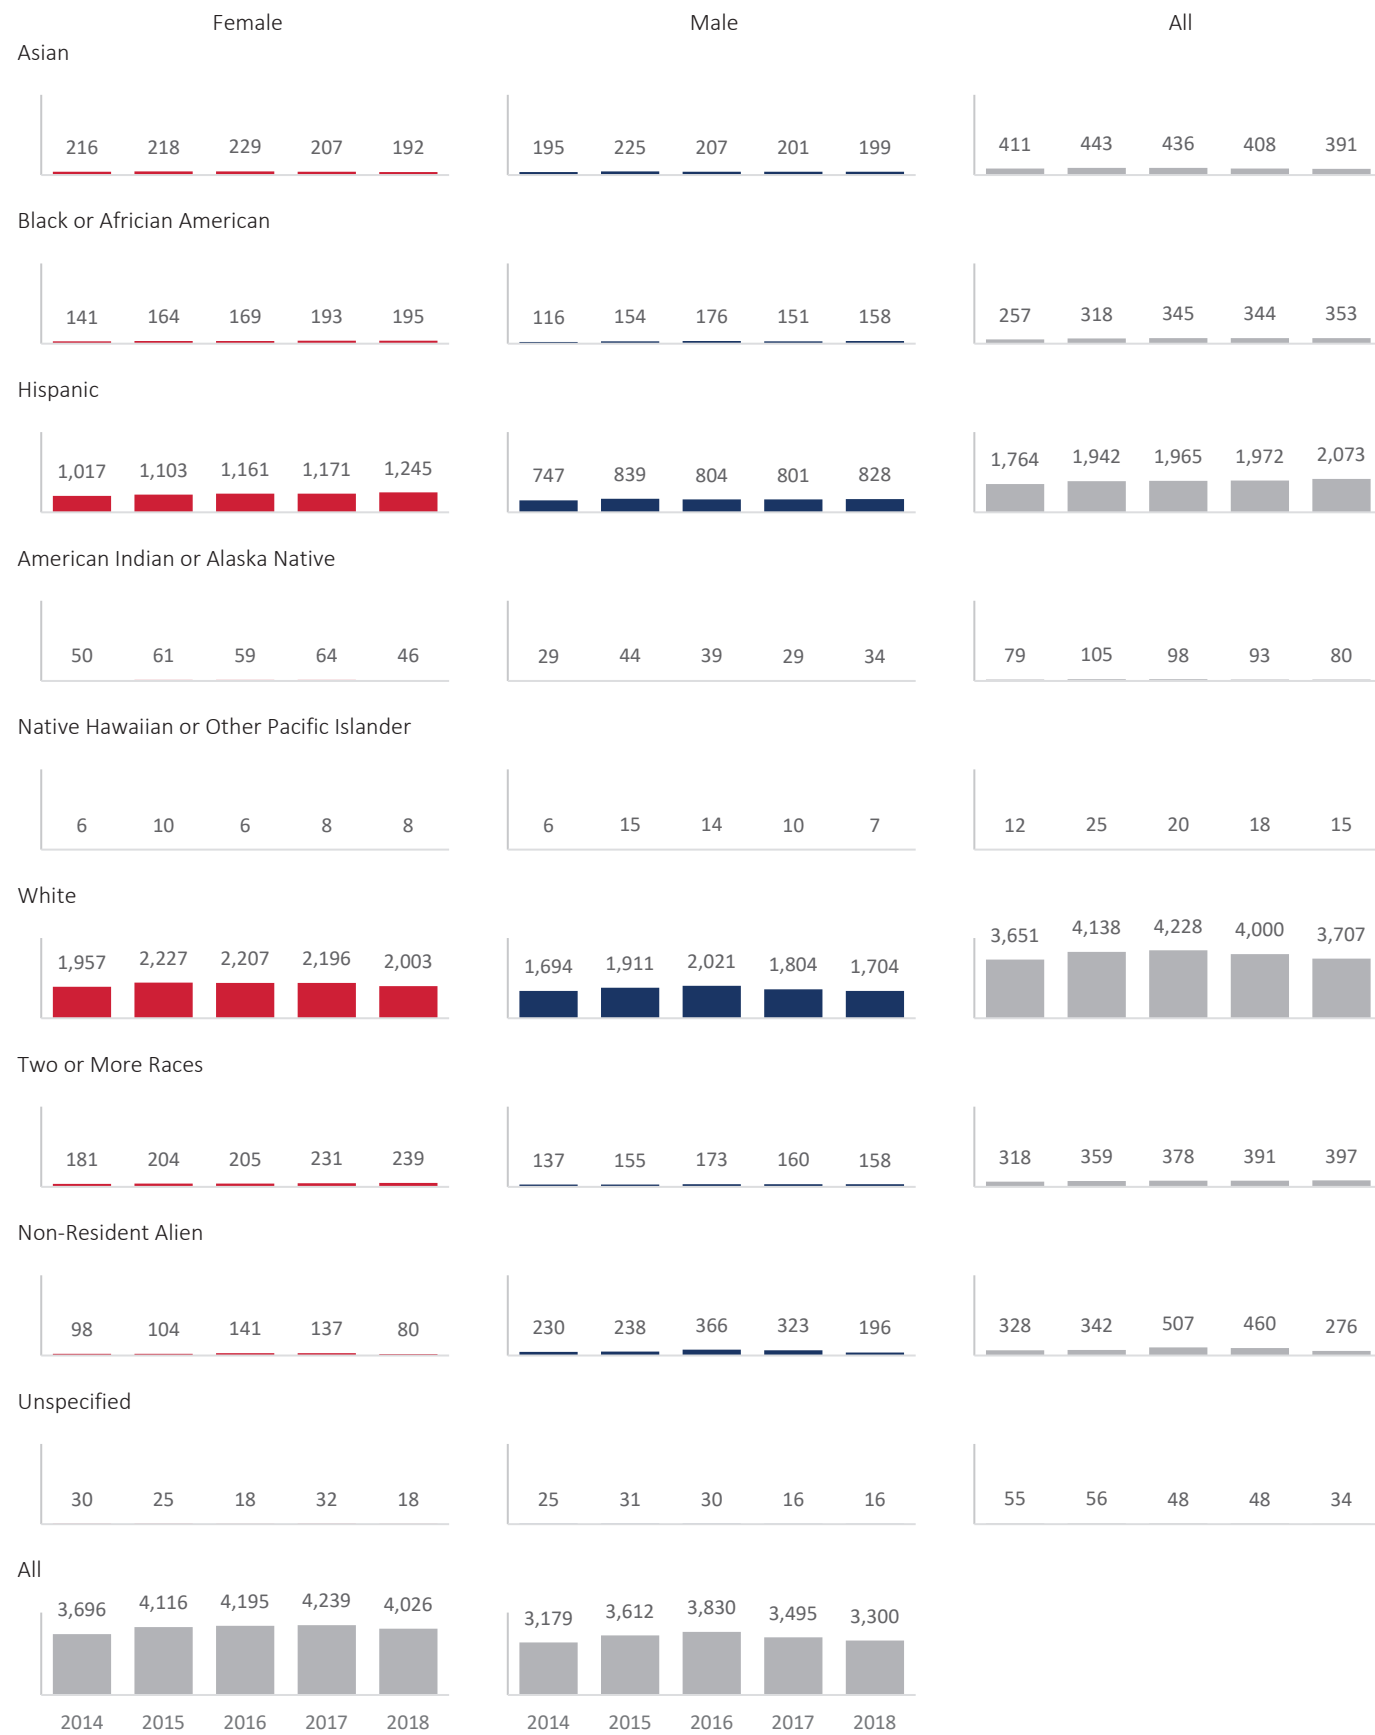 Female Male All
Asian
216 218 229 207 192 195 225 207 201 199 411 443 436 408 391
Black or Africian American
141 164 169 193 195 116 154 176 151 158 257 318 345 344 353
Hispanic
1,017 1,103 1,161 1,171 1,245 747 839 804 801 828 1,764 1,942 1,965 1,972 2,073
American Indian or Alaska Native
50 61 59 64 46 29 44 39 29 34 79 105 98 93 80
Native Hawaiian or Other Pacific Islander
6 10 6 8 8 6 15 14 10 7 12 25 20 18 15
White
1,957 2,227 2,207 2,196 2,003 1,694 1,911 2,021 1,804 1,704 3,651 4,138 4,228 4,000 3,707
Two or More Races
181 204 205 231 239 137 155 173 160 158 318 359 378 391 397
Non-Resident Alien
98 104 141 137 80 230 238 366 323 196 328 342 507 460 276
Unspecified
30 25 18 32 18 25 31 30 16 16 55 56 48 48 34
All
3,696 4,116 4,195 4,239 4,026 3,179 3,612 3,830 3,495 3,300
2014 2015 2016 2017 2018 2014 2015 2016 2017 2018